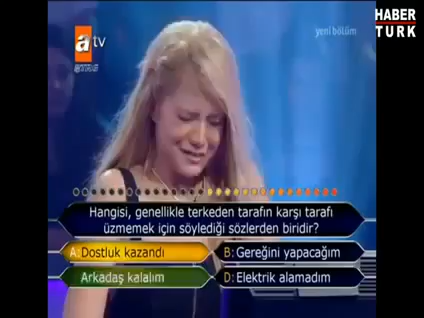 HABER
TURK
atv
yeni bölüm
Hangisi, genellikle terkeden tarafın karşı tarafı
üzmemek için söylediği sözlerden biridir?
A: Dostluk kazandı
B: Gereğini yapacağım
Arkadaş kalalım
D: Elektrik alamadım